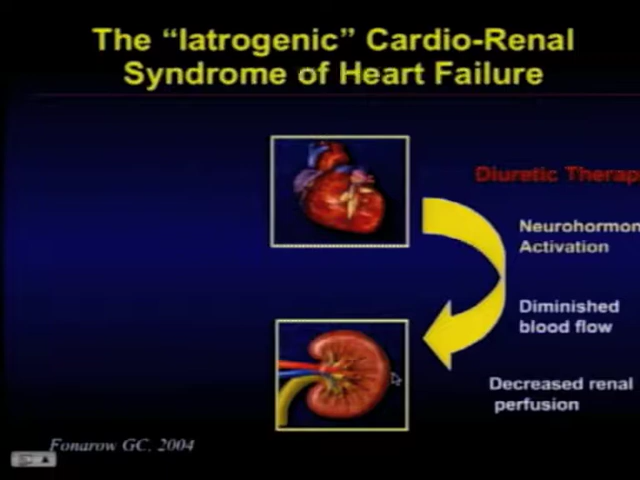 The “Iatrogenic” Cardio-Renal
Syndrome of Heart Failure
Diuretic Therap
Neurohormon
Activation
Diminished
blood flow
Decreased renal
perfusion
Fonarow GC, 2004